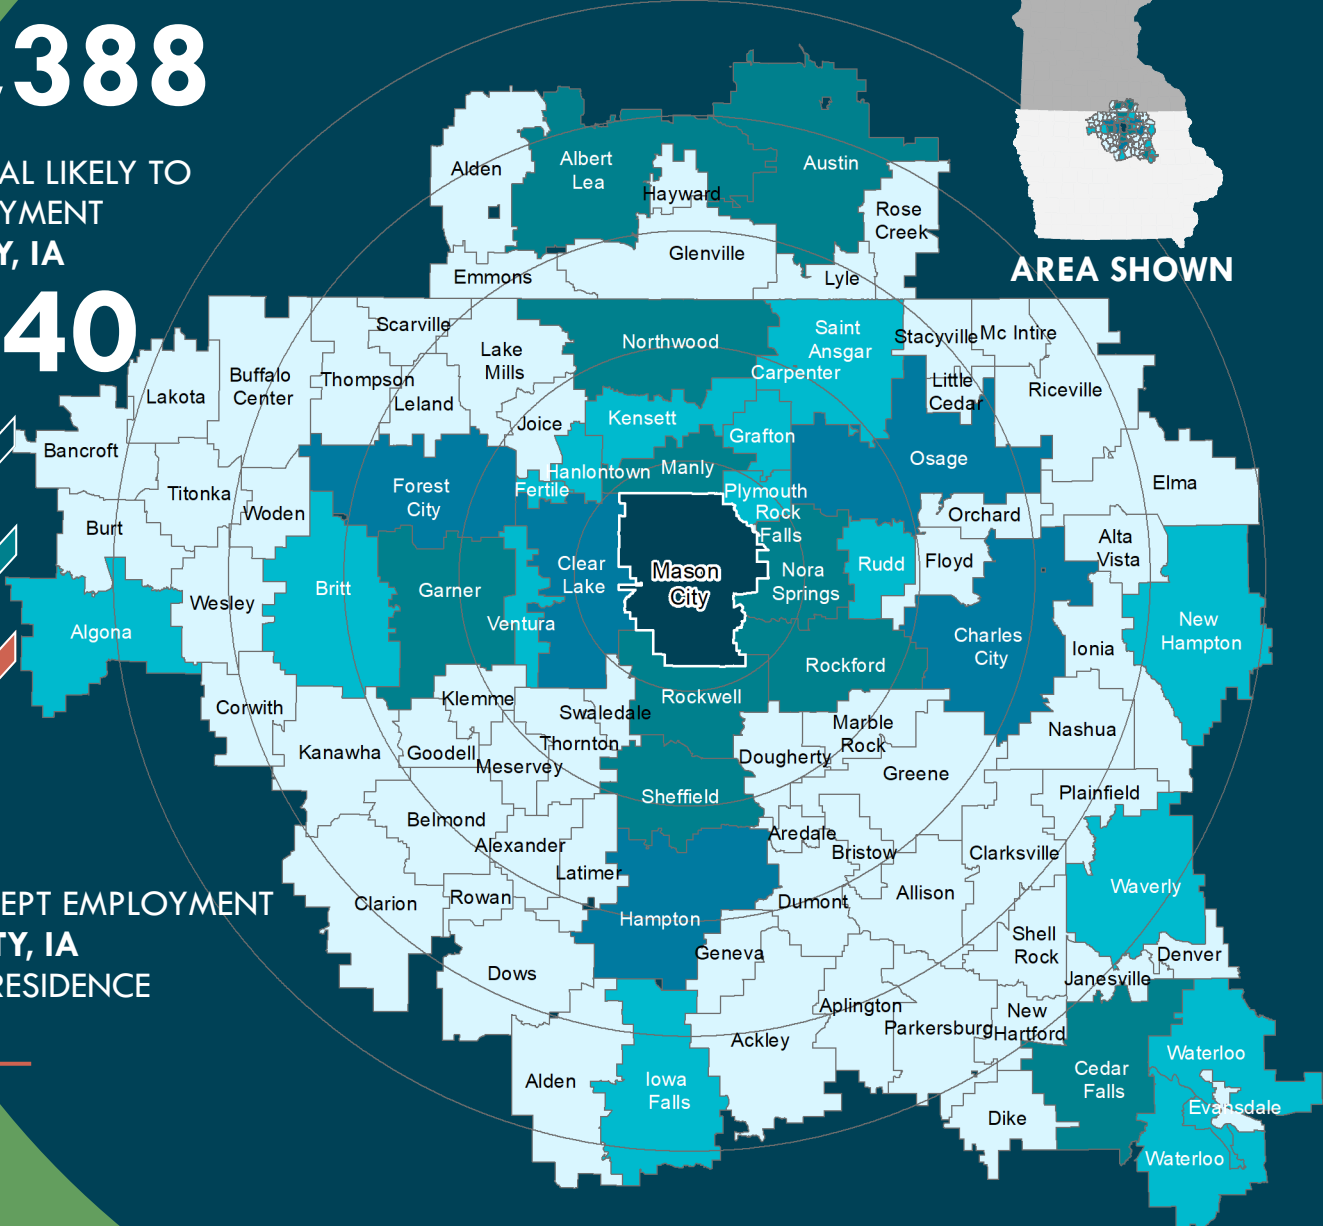 ,388
AL LIKELY TO
YMENT
Y, IA
40
EPT EMPLOYMENT
TY, IA
RESIDENCE
AREA SHOWN
Alden
Albert
Lea
Hayward
Austin
Rose
Creek
Glenville
Emmons
Lyle
Scarville
Northwood
Saint
Ansgar
Stacyville
Mc Intire
Lake
Mills
Buffalo
Center
Thompson
Carpenter
Little
Cedar
Riceville
Lakota
Leland
Joice
Kensett
Grafton
Bancroft
Hanlontown
Manly
Osage
Titonka
Forest
City
Fertile
Plymouth
Elma
Woden
Rock
Falls
Orchard
Burt
Alta
Vista
Clear
Lake
Mason
City
Nora
Springs
Rudd
Floyd
Britt
Garner
Wesley
Ventura
Algona
Charles
City
Ionia
New
Hampton
Rockford
Rockwell
Klemme
Corwith
Swaledale
Nashua
Marble
Rock
Kanawha
Goodell
Thornton
Meservey
Dougherty
Greene
Sheffield
Plainfield
Belmond
Aredale
Alexander
Bristow
Clarksville
Latimer
Waverly
Clarion
Rowan
Dumont
Allison
Hampton
Geneva
Shell
Rock
Denver
Dows
Janesville
Aplington
New
Hartford
Parkersburg
Ackley
Waterloo
Alden
Iowa
Falls
Cedar
Falls
Evansdale
Dike
Waterloo